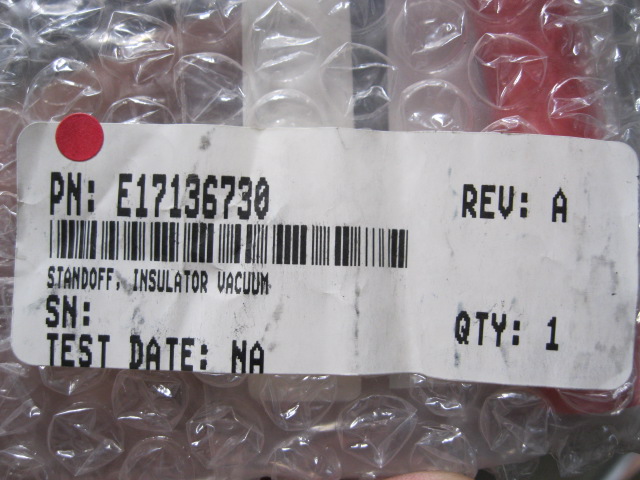 PN: E17136730 REV: A
STANDOFF, INSULATOR VACUUM
SN:
QTY: 1
TEST DATE: NA